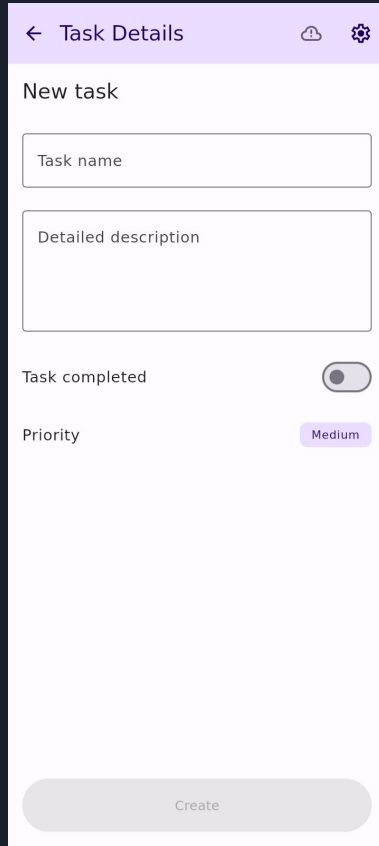 Task Details
New task
Task name
Detailed description
Task completed
Priority
Medium
Create